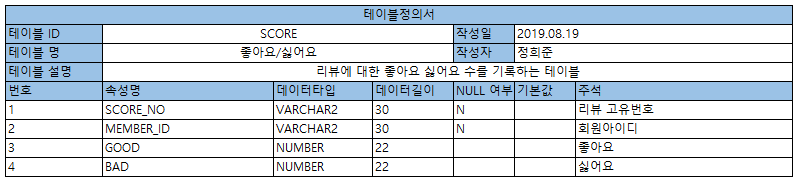 테이블정의서
테이블 ID SCORE 작성일 2019.08.19
테이블 명 좋아요/싫어요 작성자 정희준
테이블 설명 리뷰에 대한 좋아요 싫어요 수를 기록하는 테이블
번호 속성명 데이터타입 데이터길이 NULL 여부 기본값 주석
1 SCORE_NO VARCHAR2 30 N 리뷰 고유번호
2 MEMBER_ID VARCHAR2 30 N 회원아이디
3 GOOD NUMBER 22 좋아요
4 BAD NUMBER 22 싫어요